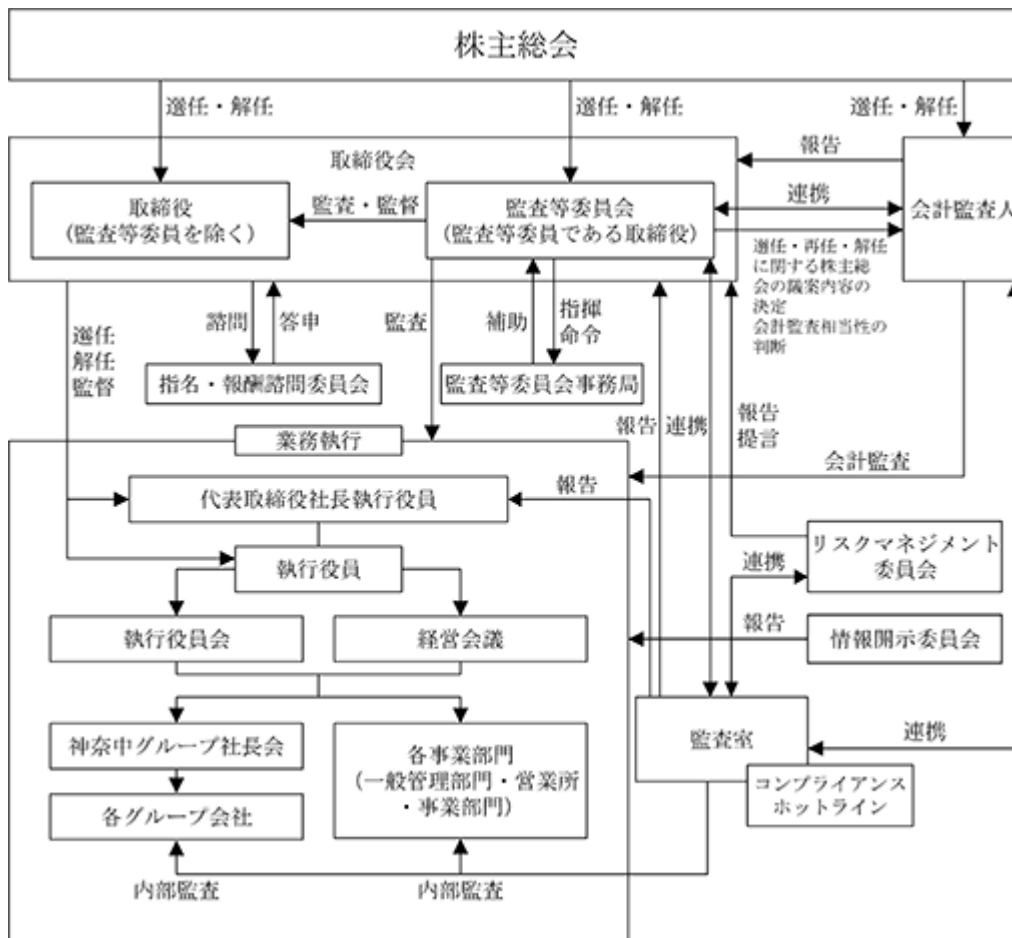 株主総会
選任・解任
選任・解任
選任・解任
取締役会
報告
取締役
(監査等委員を除く)
監査・監督
監査等委員会
(監査等委員である取締役)
連携
会計監査人
選任・再任・解任
に関する株主総
会の議案内容の
決定
会計監査相当性の
判断
選任
解任
監督
諮問
答申
監査
補助
指揮
命令
指名・報酬諮問委員会
監査等委員会事務局
報告
連携
報告
提言
業務執行
会計監査
代表取締役社長執行役員
報告
執行役員
連携
リスクマネジメント
委員会
執行役員会
経営会議
報告
情報開示委員会
神奈中グループ社長会
各事業部門
(一般管理部門・営業所
・事業部門)
監査室
連携
コンプライアンス
ホットライン
各グループ会社
内部監査
内部監査